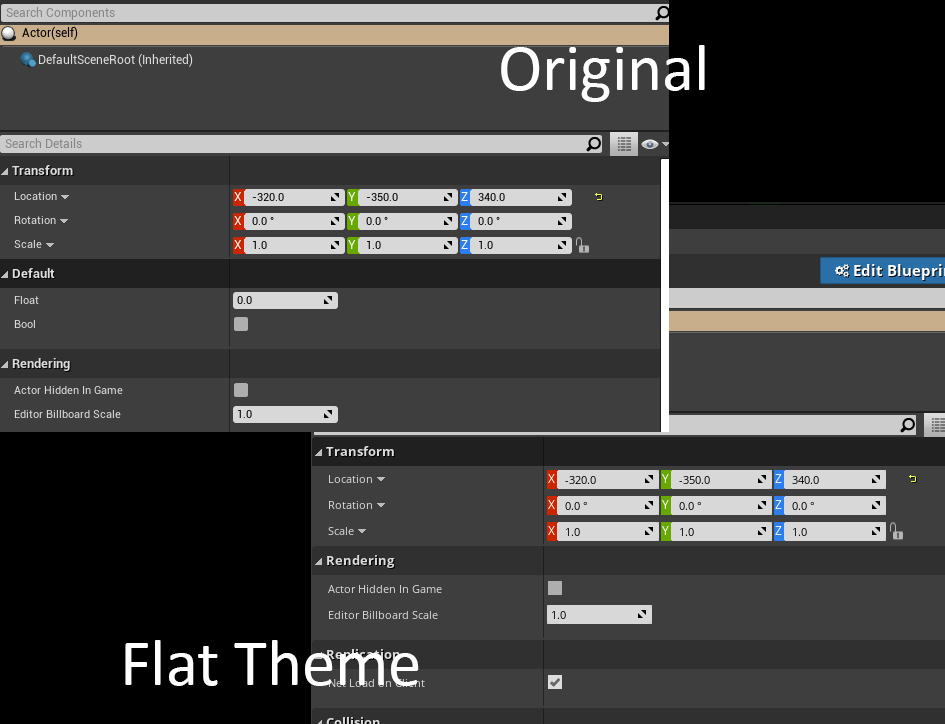 Search Components
Actor(self)
DefaultSceneRoot (Inherited)
Original
Search Details
Transform
Location X -320.0 Y -350.0 Z 340.0
Rotation X 0.0 ° Y 0.0 ° Z 0.0 °
Scale X 1.0 Y 1.0 Z 1.0
Default
Float 0.0
Bool
Rendering
Actor Hidden In Game
Editor Billboard Scale 1.0
Edit Bluepri
Transform
Location X -320.0 Y -350.0 Z 340.0
Rotation X 0.0 ° Y 0.0 ° Z 0.0 °
Scale X 1.0 Y 1.0 Z 1.0
Rendering
Actor Hidden In Game
Editor Billboard Scale 1.0
Replication
Flat Theme
Net Load on Client
Collision